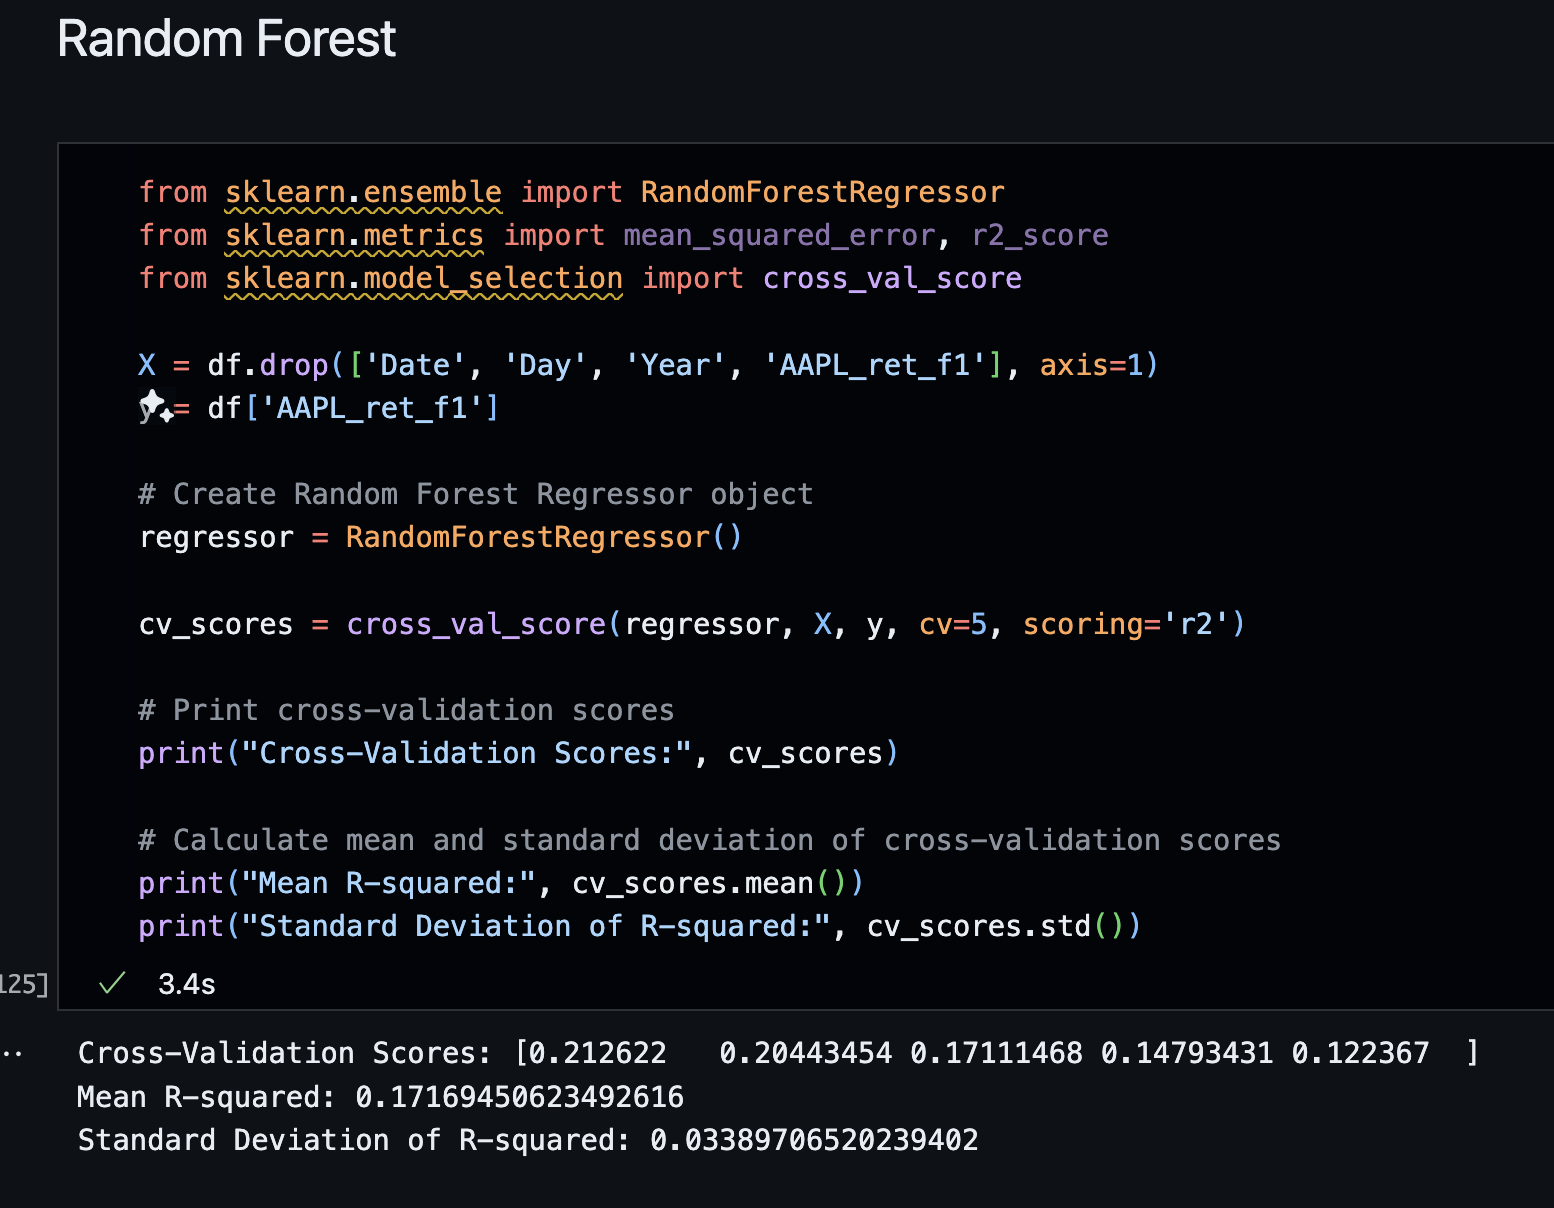 Random Forest
from sklearn.ensemble import RandomForestRegressor
from sklearn.metrics import mean_squared_error, r2_score
from sklearn.model_selection import cross_val_score
X = df.drop(['Date', 'Day', 'Year', 'AAPL_ret_f1'], axis=1)
y = df['AAPL_ret_f1']
# Create Random Forest Regressor object
regressor = RandomForestRegressor()
cv_scores = cross_val_score(regressor, X, y, cv=5, scoring='r2')
# Print cross-validation scores
print("Cross-Validation Scores:", cv_scores)
# Calculate mean and standard deviation of cross-validation scores
print("Mean R-squared:", cv_scores.mean())
print("Standard Deviation of R-squared:", cv_scores.std())
125] ✓ 3.4s
Cross-Validation Scores: [0.212622   0.20443454 0.17111468 0.14793431 0.122367  ]
Mean R-squared: 0.17169450623492616
Standard Deviation of R-squared: 0.03389706520239402